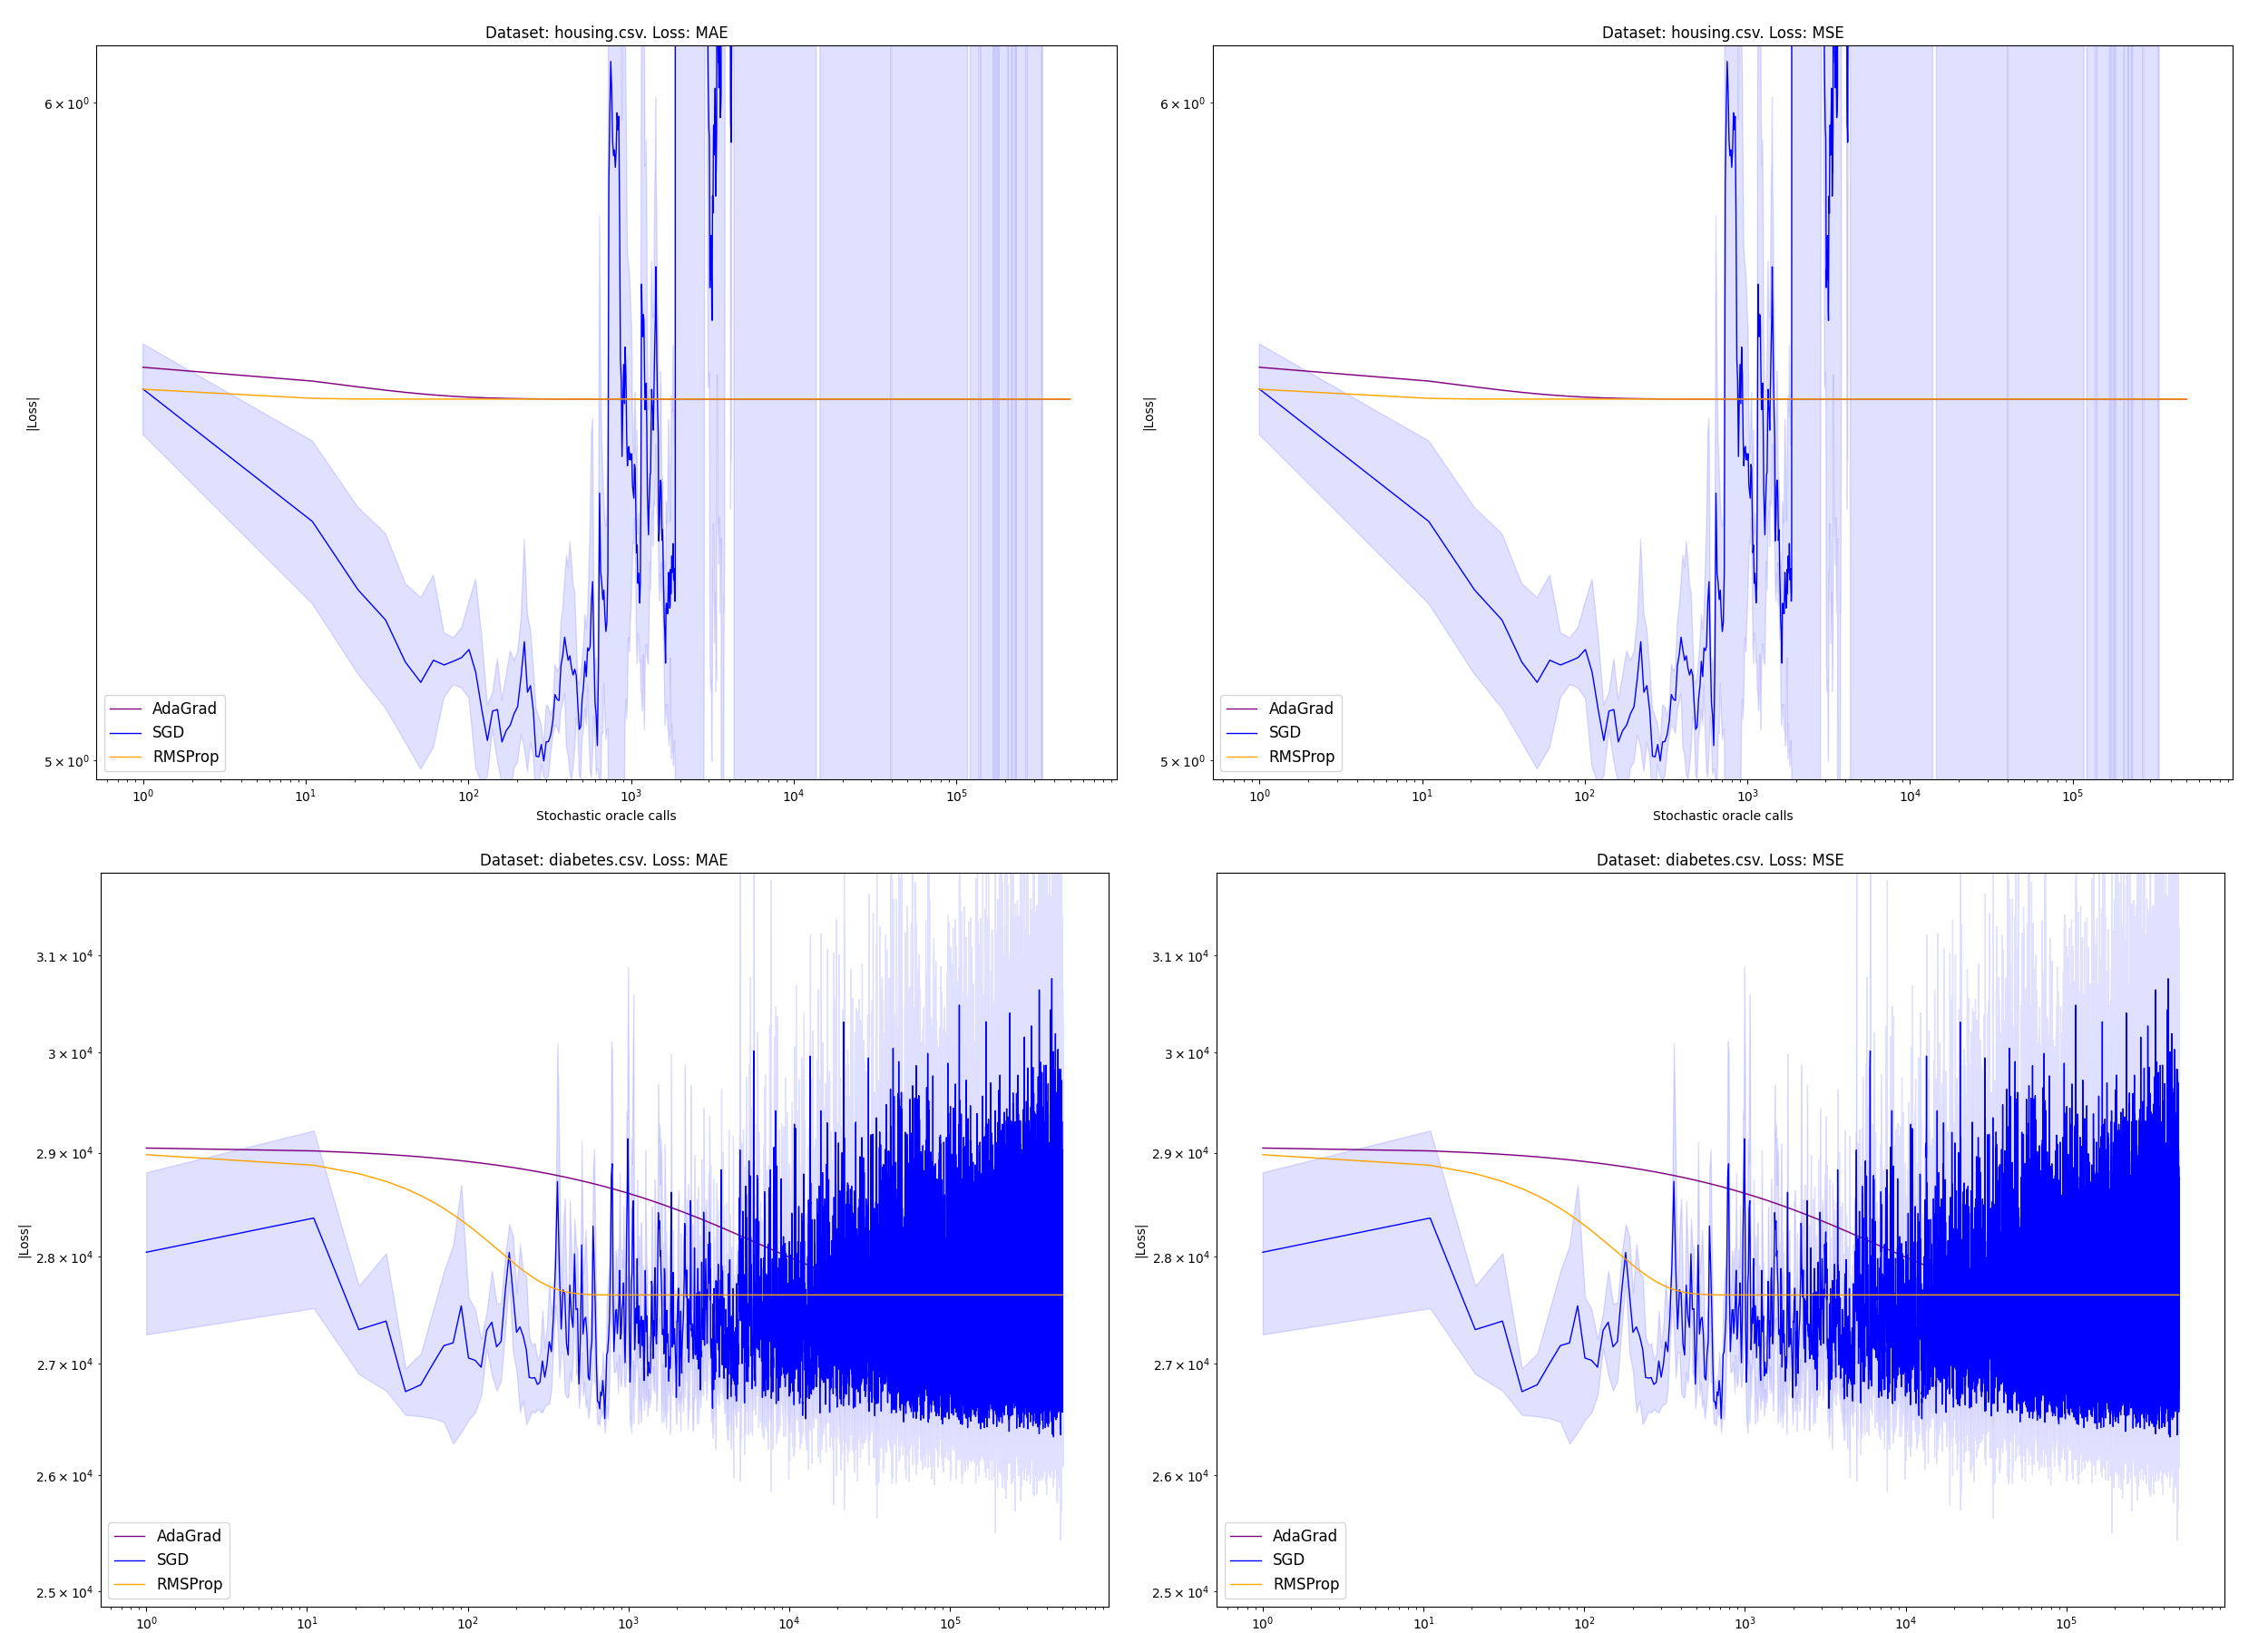 Dataset: housing.csv. Loss: MAE
6 × 10⁰
|Loss|
5 × 10⁰
AdaGrad
SGD
RMSProp
10⁰ 10¹ 10² 10³ 10⁴ 10⁵
Stochastic oracle calls
Dataset: housing.csv. Loss: MSE
6 × 10⁰
|Loss|
5 × 10⁰
AdaGrad
SGD
RMSProp
10⁰ 10¹ 10² 10³ 10⁴ 10⁵
Stochastic oracle calls
Dataset: diabetes.csv. Loss: MAE
3.1 × 10⁴
3 × 10⁴
2.9 × 10⁴
|Loss|
2.8 × 10⁴
2.7 × 10⁴
2.6 × 10⁴
2.5 × 10⁴
AdaGrad
SGD
RMSProp
10⁰ 10¹ 10² 10³ 10⁴ 10⁵
Dataset: diabetes.csv. Loss: MSE
3.1 × 10⁴
3 × 10⁴
2.9 × 10⁴
|Loss|
2.8 × 10⁴
2.7 × 10⁴
2.6 × 10⁴
2.5 × 10⁴
AdaGrad
SGD
RMSProp
10⁰ 10¹ 10² 10³ 10⁴ 10⁵